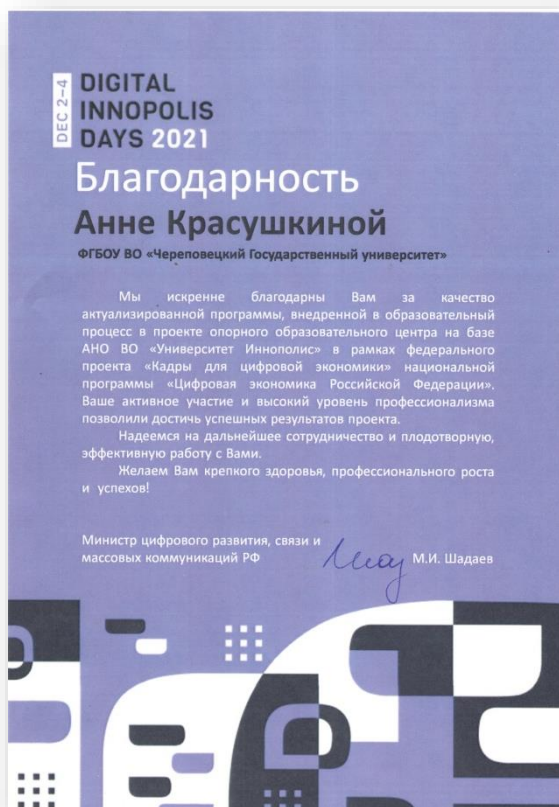 DEC 2–4
DIGITAL
INNOPOLIS
DAYS 2021
Благодарность
Анне Красушкиной
ФГБОУ ВО «Череповецкий Государственный университет»
Мы искренне благодарны Вам за качество
актуализированной программы, внедренной в образовательный
процесс в проекте опорного образовательного центра на базе
АНО ВО «Университет Иннополис» в рамках федерального
проекта «Кадры для цифровой экономики» национальной
программы «Цифровая экономика Российской Федерации».
Ваше активное участие и высокий уровень профессионализма
позволили достичь успешных результатов проекта.
Надеемся на дальнейшее сотрудничество и плодотворную,
эффективную работу с Вами.
Желаем Вам крепкого здоровья, профессионального роста
и успехов!
Министр цифрового развития, связи и
массовых коммуникаций РФ
М.И. Шадаев